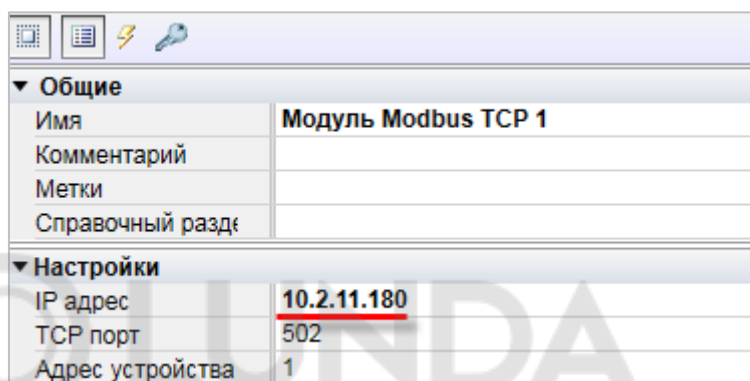 Общие
Имя Модуль Modbus TCP 1
Комментарий
Метки
Справочный разде
Настройки
IP адрес 10.2.11.180
TCP порт 502
Адрес устройства 1
LUNDA